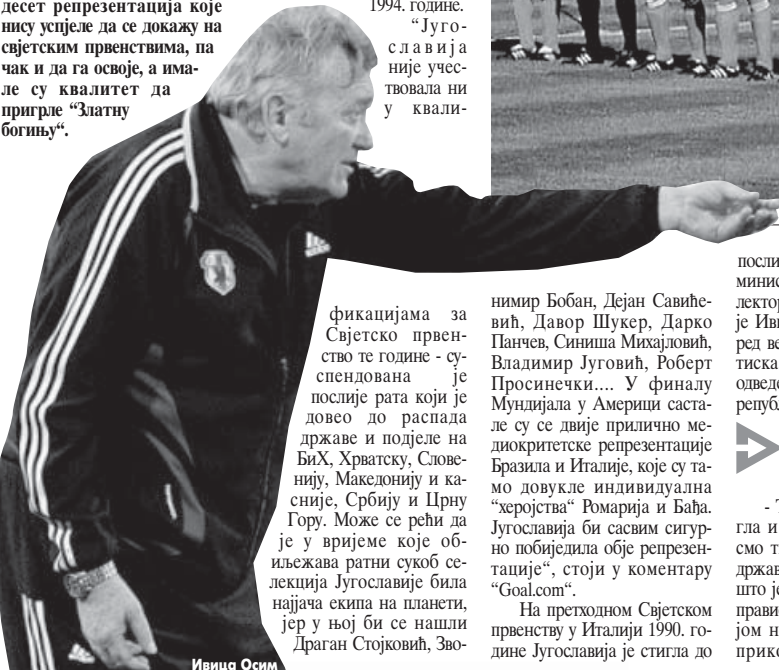 десет репрезентација које
нису успјеле да се докажу на
свјетским првенствима, па
чак и да га освоје, а има-
ле су квалитет да
пригрле “Златну
богињу“.
1994. године.
“Југо-
славија
није учес-
твовала ни
у квали-
фикацијама за
Свјетско првен-
ство те године - су-
спендована је
послије рата који је
довео до распада
државе и подјеле на
БиХ, Хрватску, Слове-
нију, Македонију и ка-
сније, Србију и Црну
Гору. Може се рећи да
је у вријеме које об-
иљежава ратни сукоб се-
лекција Југославије била
најјача екипа на планети,
јер у њој би се нашли
Драган Стојковић, Зво-
нимир Бобан, Дејан Савиће-
вић, Давор Шукер, Дарко
Панчев, Синиша Михајловић,
Владимир Југовић, Роберт
Просинечки.... У финалу
Мундијала у Америци саста-
ле су се двије прилично ме-
диокритетске репрезентације
Бразила и Италије, које су та-
мо довукле индивидуална
“херојства“ Ромарија и Бађа.
Југославија би сасвим сигур-
но побиједила обје репрезен-
тације“, стоји у коментару
“Goal.com“.
На претходном Свјетском
првенству у Италији 1990. го-
дине Југославија је стигла до
посли
минис
лектор
је Ив
ред ве
тиска
одведо
републ
гла и
смо т
држав
што је
прави
јом н
прико
adidas
Ивица Осим